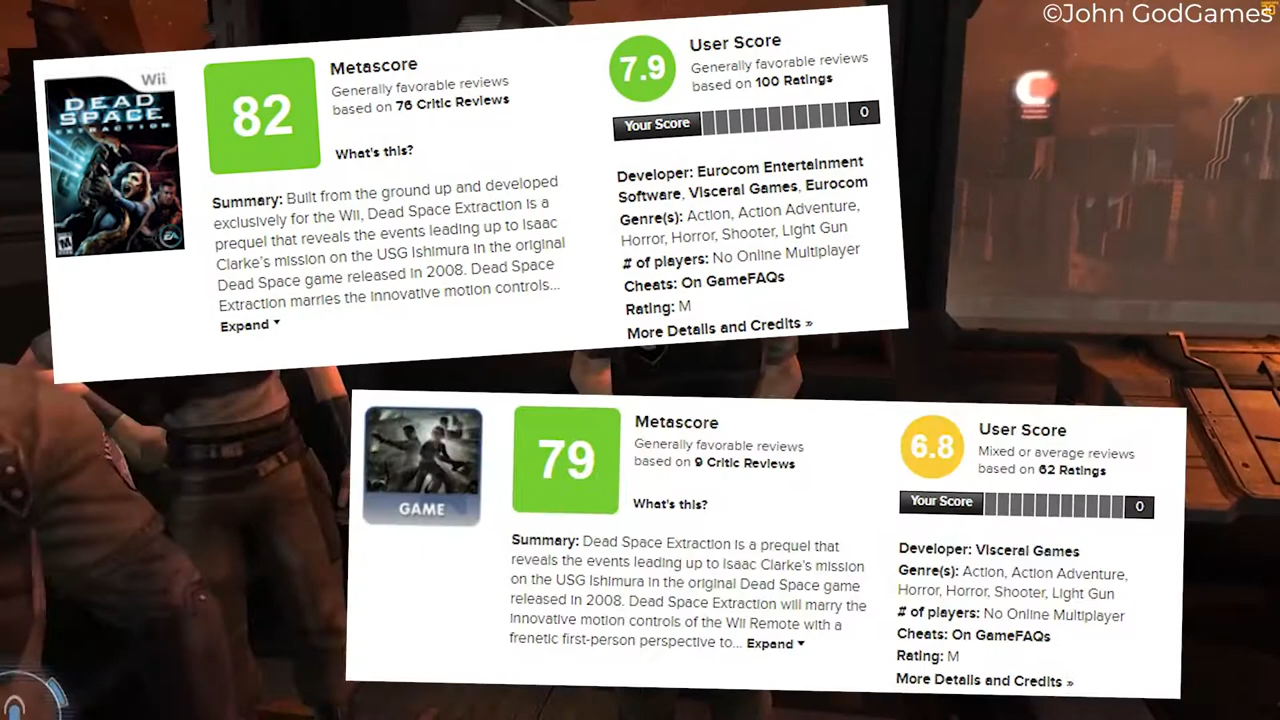 ©John GodGames
Wii
DEAD
SPACE
EXTRACTION
82
Metascore
Generally favorable reviews
based on 76 Critic Reviews
What's this?
Summary: Built from the ground up and developed
exclusively for the Wii, Dead Space Extraction is a
prequel that reveals the events leading up to Isaac
Clarke's mission on the USG Ishimura in the original
Dead Space game released in 2008. Dead Space
Extraction marries the innovative motion controls...
Expand
7.9
User Score
Generally favorable reviews
based on 100 Ratings
Your Score
0
Developer: Eurocom Entertainment
Software, Visceral Games, Eurocom
Genre(s): Action, Action Adventure,
Horror, Horror, Shooter, Light Gun
# of players: No Online Multiplayer
Cheats: On GameFAQs
Rating: M
More Details and Credits »
M
EA
GAME
79
Metascore
Generally favorable reviews
based on 9 Critic Reviews
What's this?
Summary: Dead Space Extraction is a prequel that
reveals the events leading up to Isaac Clarke's mission
on the USG Ishimura in the original Dead Space game
released in 2008. Dead Space Extraction will marry the
innovative motion controls of the Wii Remote with a
frenetic first-person perspective to... Expand
6.8
User Score
Mixed or average reviews
based on 62 Ratings
Your Score
0
Developer: Visceral Games
Genre(s): Action, Action Adventure,
Horror, Horror, Shooter, Light Gun
# of players: No Online Multiplayer
Cheats: On GameFAQs
Rating: M
More Details and Credits »